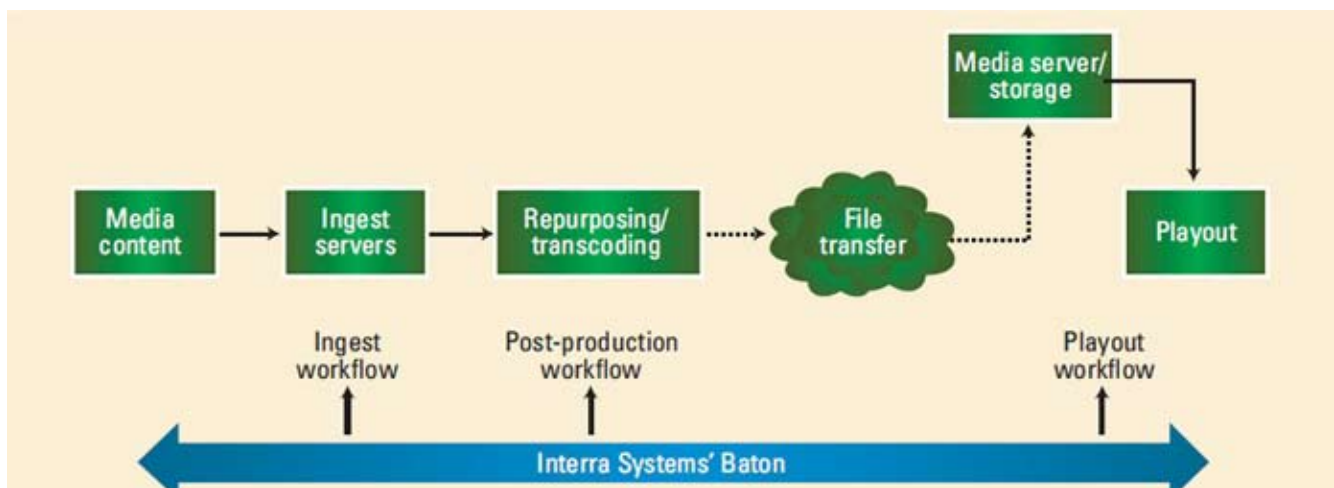 Media server/
storage
Media
content
Ingest
servers
Repurposing/
transcoding
File
transfer
Playout
Ingest
workflow
Post-production
workflow
Playout
workflow
Interra Systems' Baton